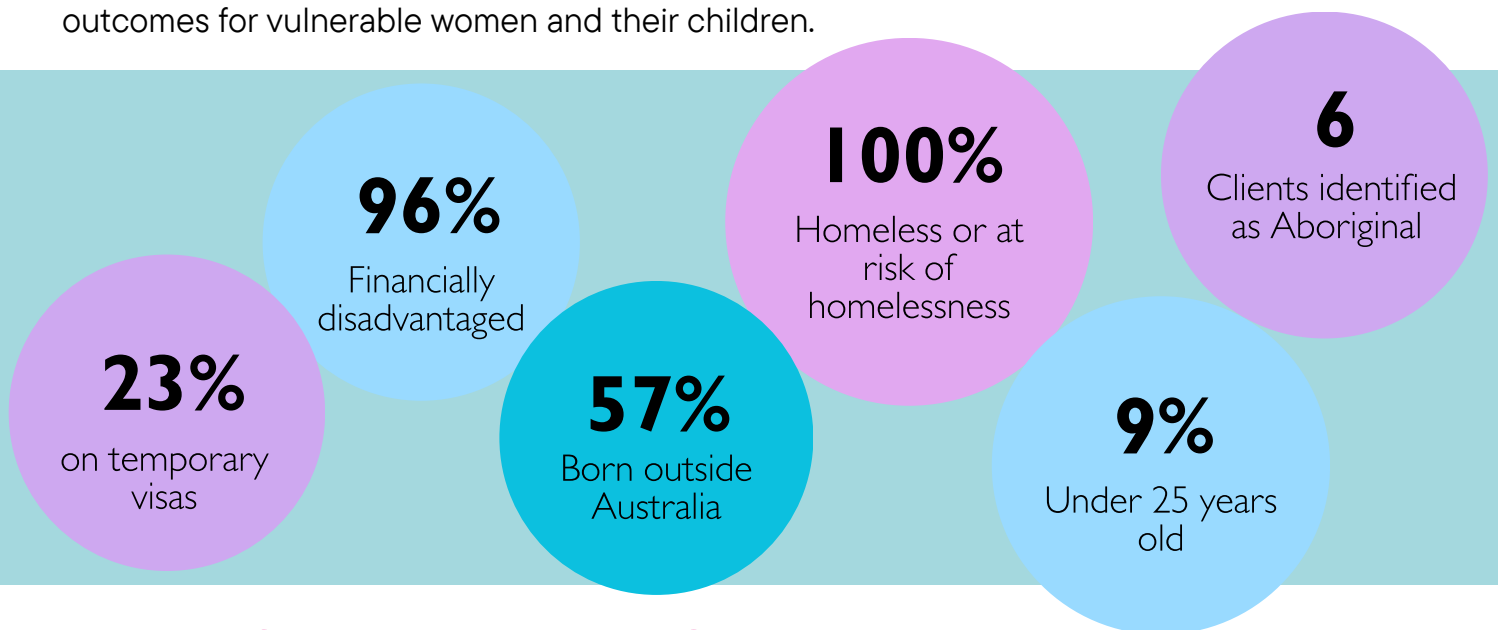 outcomes for vulnerable women and their children.
96%
Financially
disadvantaged
100%
Homeless or at
risk of
homelessness
6
Clients identified
as Aboriginal
23%
on temporary
visas
57%
Born outside
Australia
9%
Under 25 years
old